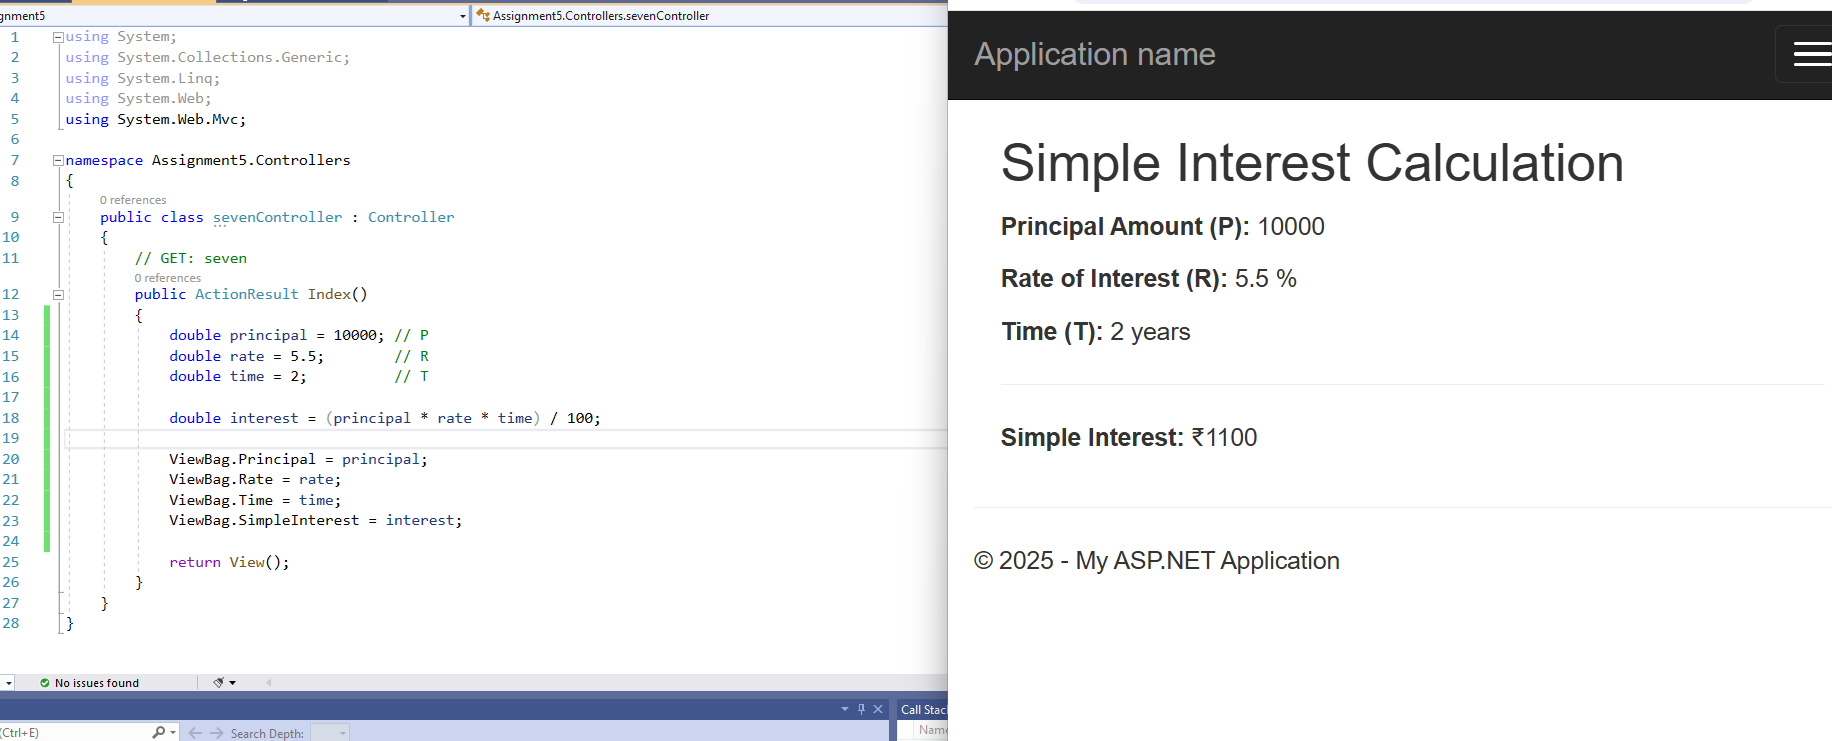 gnment5
Assignment5.Controllers.sevenController
1 using System;
2 using System.Collections.Generic;
3 using System.Linq;
4 using System.Web;
5 using System.Web.Mvc;
6
7 namespace Assignment5.Controllers
8 {
0 references
9 public class sevenController : Controller
10 {
11 // GET: seven
0 references
12 public ActionResult Index()
13 {
14 double principal = 10000; // P
15 double rate = 5.5; // R
16 double time = 2; // T
17
18 double interest = (principal * rate * time) / 100;
19
20 ViewBag.Principal = principal;
21 ViewBag.Rate = rate;
22 ViewBag.Time = time;
23 ViewBag.SimpleInterest = interest;
24
25 return View();
26 }
27 }
28 }
No issues found
(Ctrl+E)
Search Depth:
Call Stac
Name
Application name
Simple Interest Calculation
Principal Amount (P): 10000
Rate of Interest (R): 5.5 %
Time (T): 2 years
Simple Interest: ₹1100
© 2025 - My ASP.NET Application